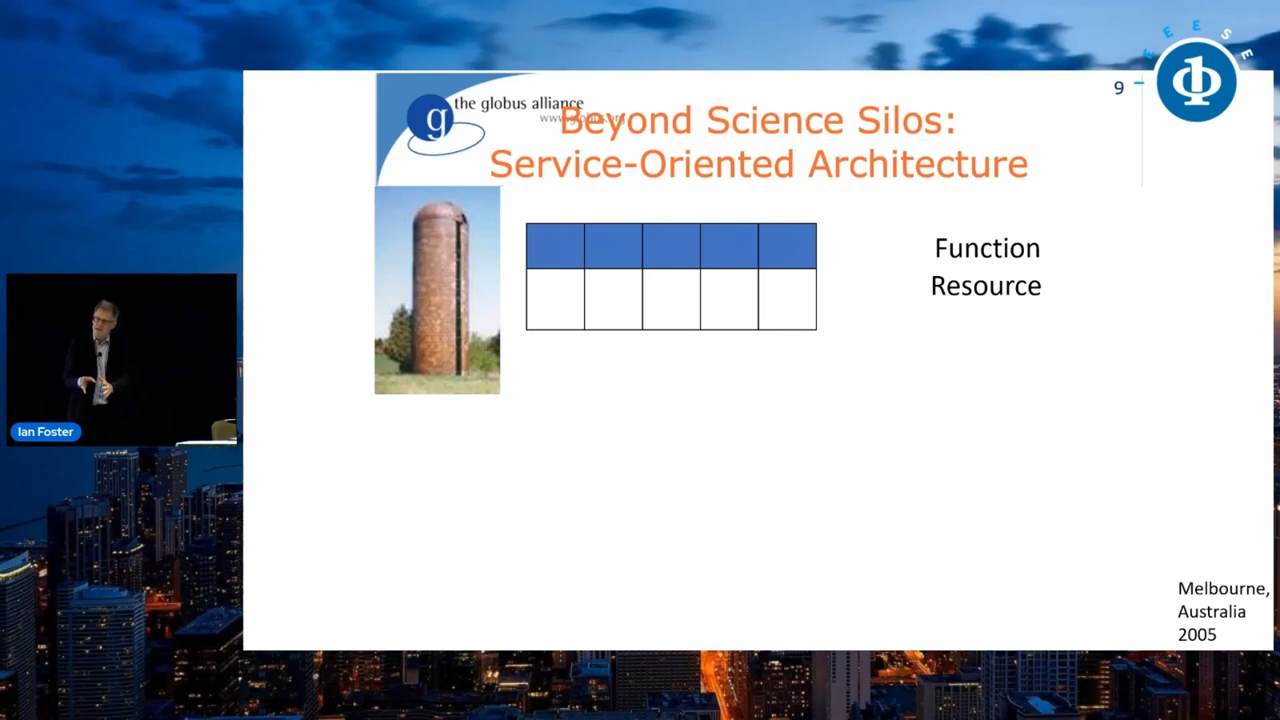 E E E S E
9
the globus alliance
Beyond Science Silos:
Service-Oriented Architecture
Function
Resource
Ian Foster
Melbourne,
Australia
2005